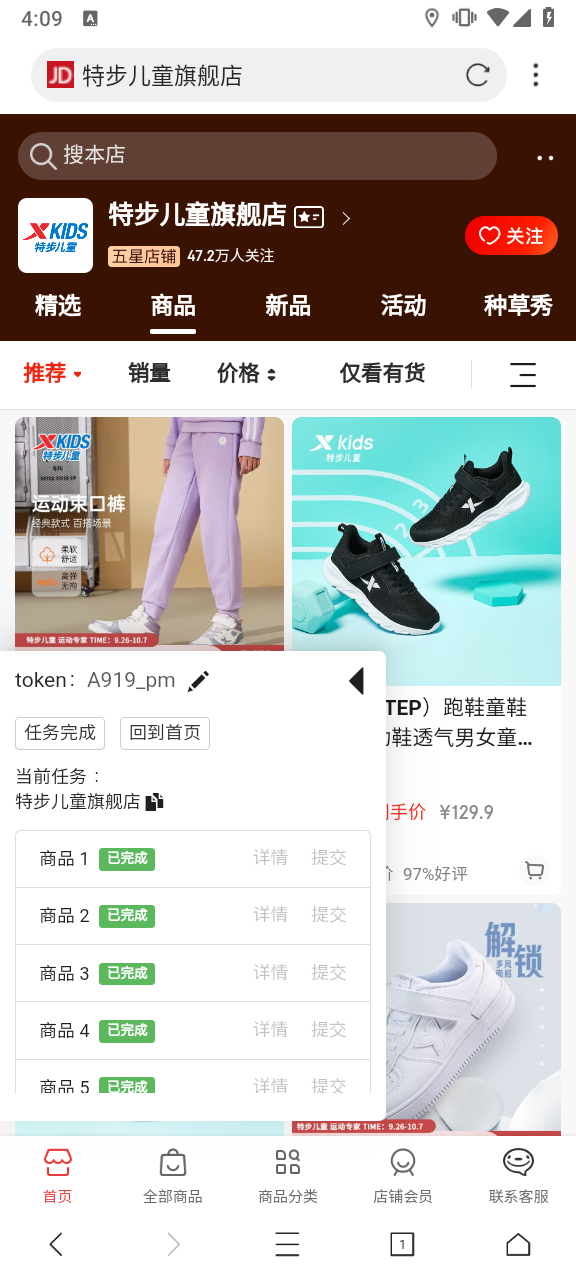 4:09
A
JD 特步儿童旗舰店
搜本店
XKIDS
特步儿童
特步儿童旗舰店
五星店铺 47.2万人关注
关注
精选 商品 新品 活动 种草秀
推荐 销量 价格 仅看有货
XKIDS
特步儿童
运动束口裤
经典款式 百搭场景
柔软
舒适
高弹
无拘
特步儿童 运动专家 TIME：9.26-10.7
kids
特步儿童
TEP）跑鞋童鞋
鞋透气男女童...
手价 ¥129.9
97%好评
token： A919_pm
任务完成 回到首页
当前任务：
特步儿童旗舰店
商品 1 已完成 详情 提交
商品 2 已完成 详情 提交
商品 3 已完成 详情 提交
商品 4 已完成 详情 提交
商品 5 已完成 详情 提交
解锁
特步儿童 运动专家 TIME：9.26-10.7
首页 全部商品 商品分类 店铺会员 联系客服
1